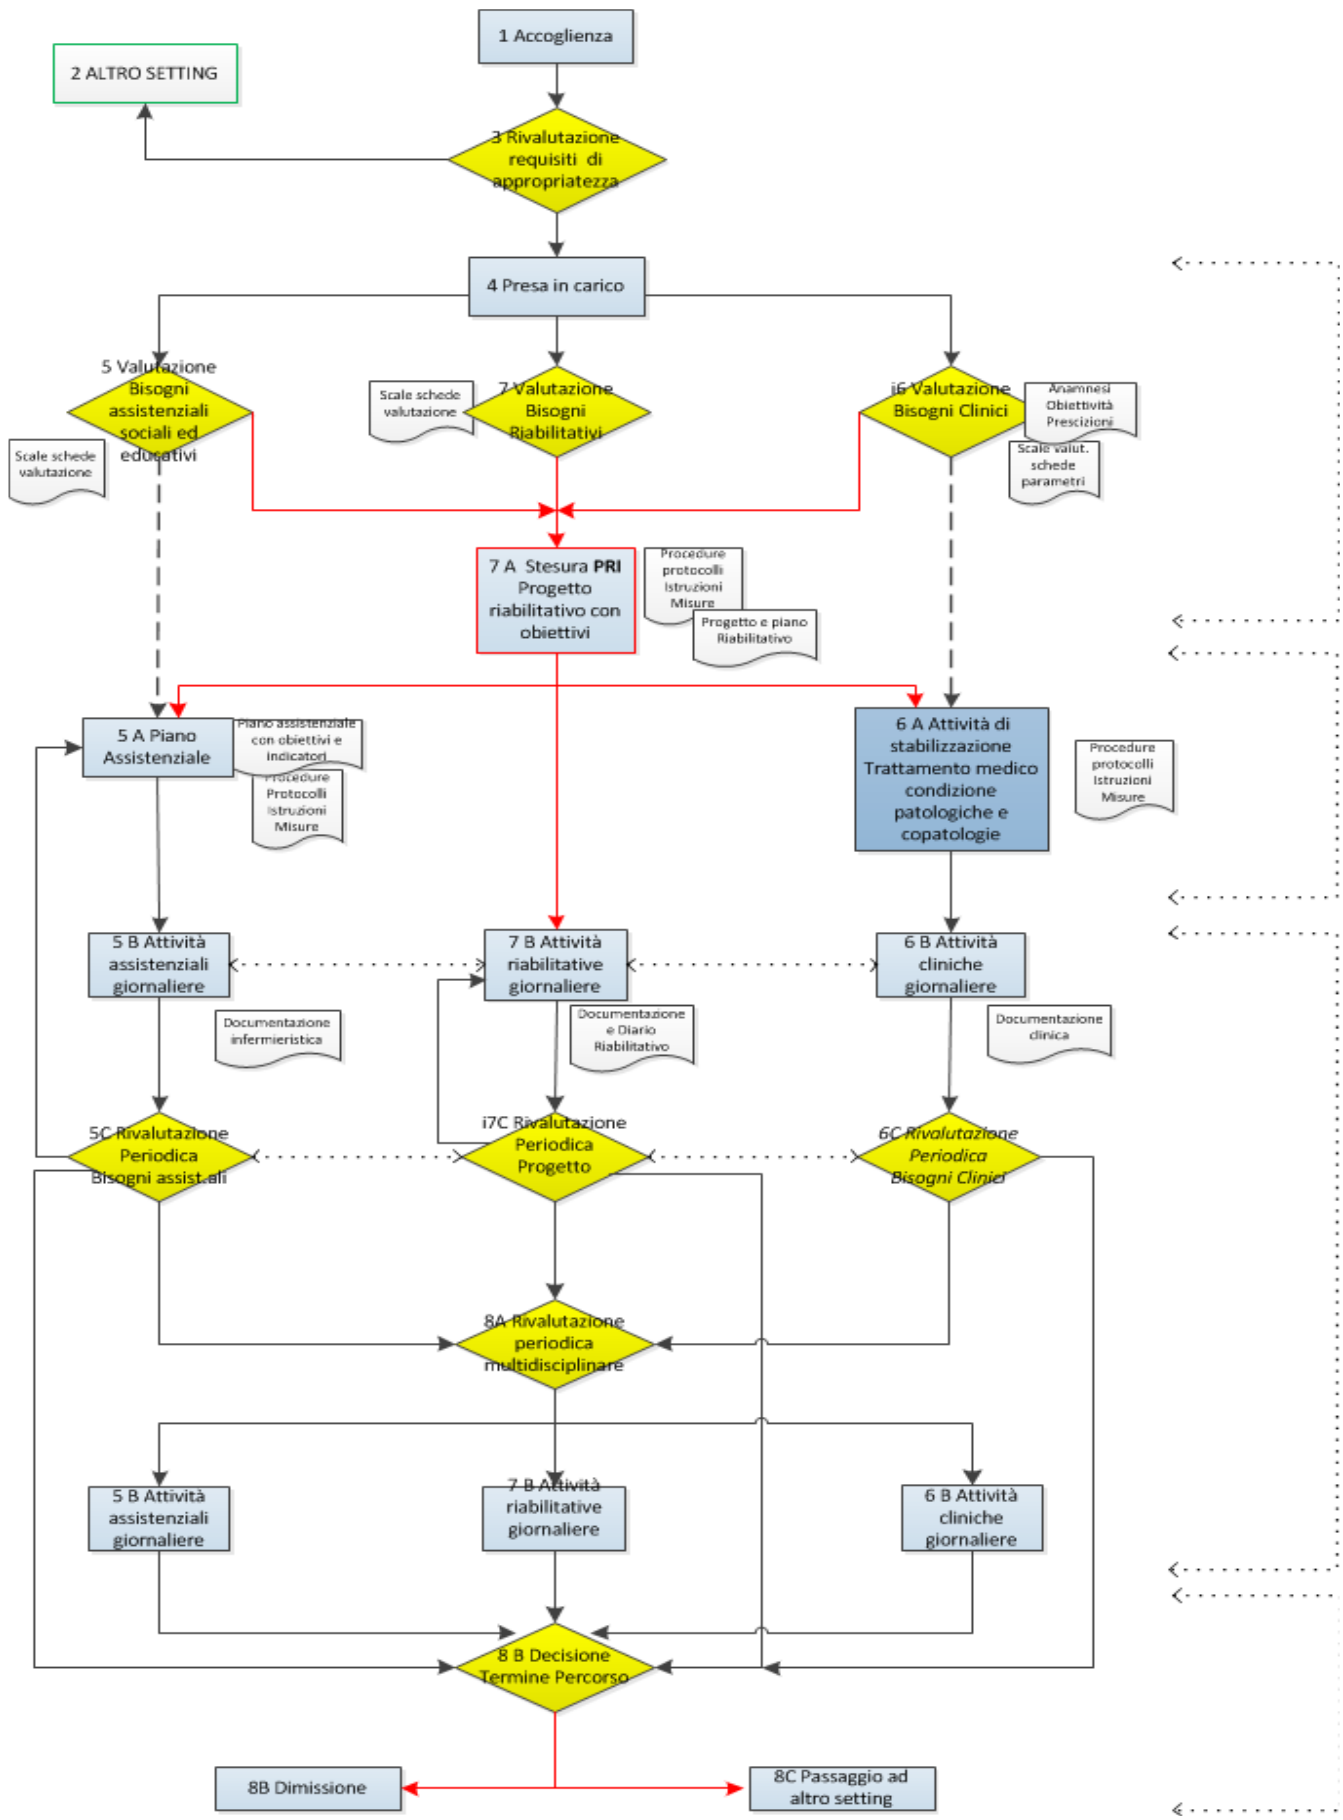 1 Accoglienza
2 ALTRO SETTING
3 Rivalutazione
requisiti di
appropriatezza
4 Presa in carico
5 Valutazione
Bisogni
assistenziali
sociali ed
educativi
Scale schede
valutazione
Scale schede
valutazione
7 Valutazione
Bisogni
Riabilitativi
i6 Valutazione
Bisogni Clinici
Anamnesi
Obiettività
Prescizioni
Scale valut.
schede
parametri
7 A Stesura PRI
Progetto
riabilitativo con
obiettivi
Procedure
protocolli
Istruzioni
Misure
Progetto e piano
Riabilitativo
5 A Piano
Assistenziale
Piano assistenziale
con obiettivi e
indicatori
Procedure
Protocolli
Istruzioni
Misure
6 A Attività di
stabilizzazione
Trattamento medico
condizione
patologiche e
copatologie
Procedure
protocolli
Istruzioni
Misure
5 B Attività
assistenziali
giornaliere
7 B Attività
riabilitative
giornaliere
6 B Attività
cliniche
giornaliere
Documentazione
infermieristica
Documentazione
e Diario
Riabilitativo
Documentazione
clinica
5C Rivalutazione
Periodica
Bisogni assist.ali
i7C Rivalutazione
Periodica
Progetto
6C Rivalutazione
Periodica
Bisogni Clinici
8A Rivalutazione
periodica
multidisciplinare
5 B Attività
assistenziali
giornaliere
7 B Attività
riabilitative
giornaliere
6 B Attività
cliniche
giornaliere
8 B Decisione
Termine Percorso
8B Dimissione
8C Passaggio ad
altro setting